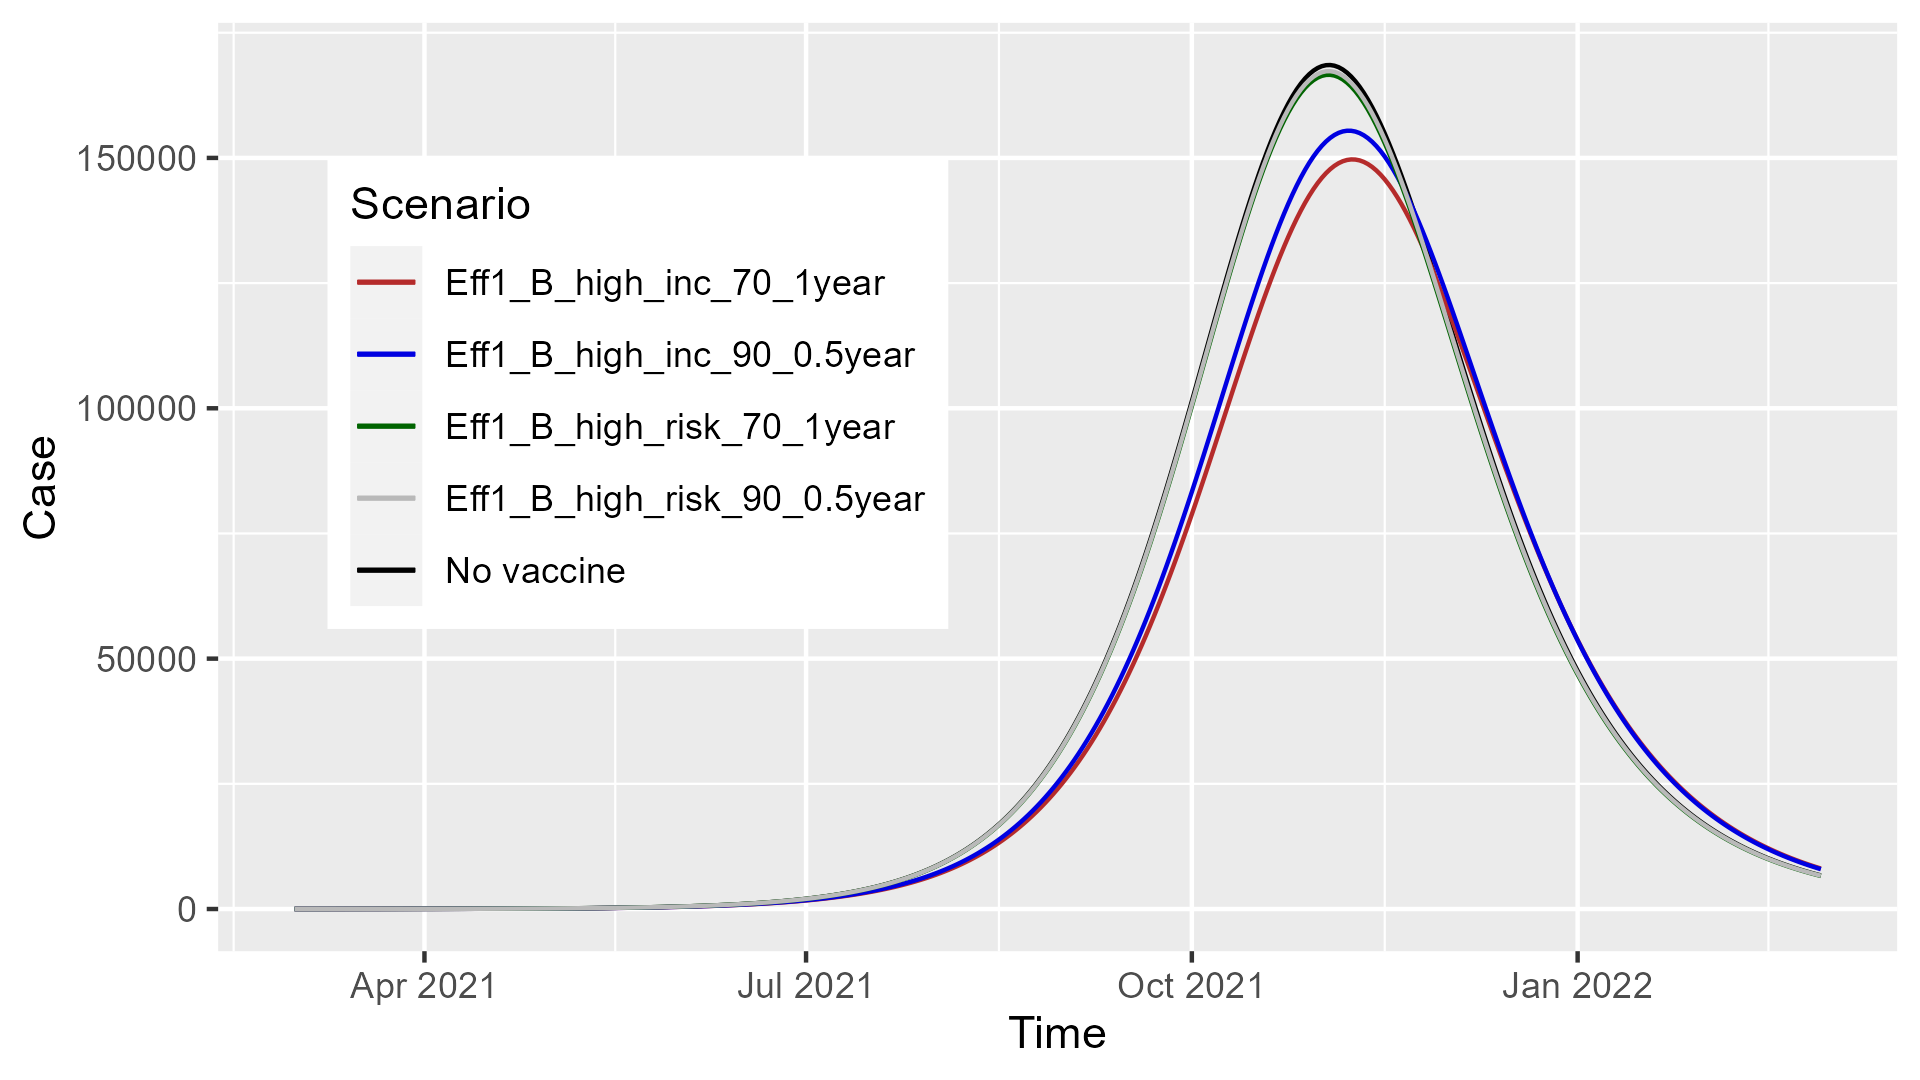 Scenario
Eff1_B_high_inc_70_1year
Eff1_B_high_inc_90_0.5year
Eff1_B_high_risk_70_1year
Eff1_B_high_risk_90_0.5year
No vaccine
Case
150000
100000
50000
0
Apr 2021
Jul 2021
Oct 2021
Jan 2022
Time